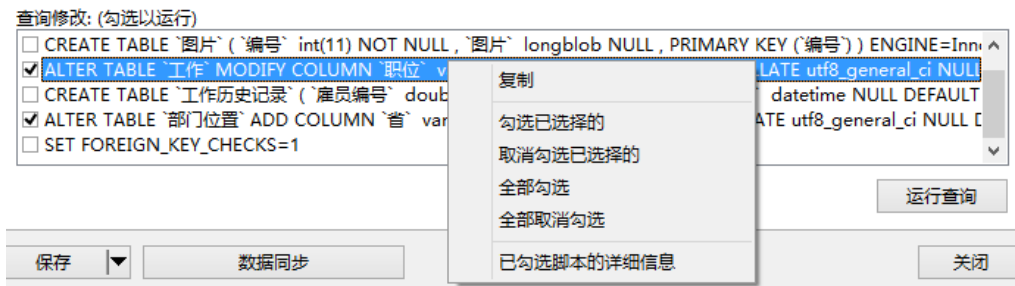 查询修改: (勾选以运行)
CREATE TABLE `图片` ( `编号` int(11) NOT NULL , `图片` longblob NULL , PRIMARY KEY (`编号`) ) ENGINE=Inn
ALTER TABLE `工作` MODIFY COLUMN `职位` v LATE utf8_general_ci NULL
CREATE TABLE `工作历史记录` ( `雇员编号` doub ` datetime NULL DEFAULT
ALTER TABLE `部门位置` ADD COLUMN `省` var ATE utf8_general_ci NULL D
SET FOREIGN_KEY_CHECKS=1
复制
勾选已选择的
取消勾选已选择的
全部勾选
全部取消勾选
已勾选脚本的详细信息
运行查询
保存 数据同步 关闭